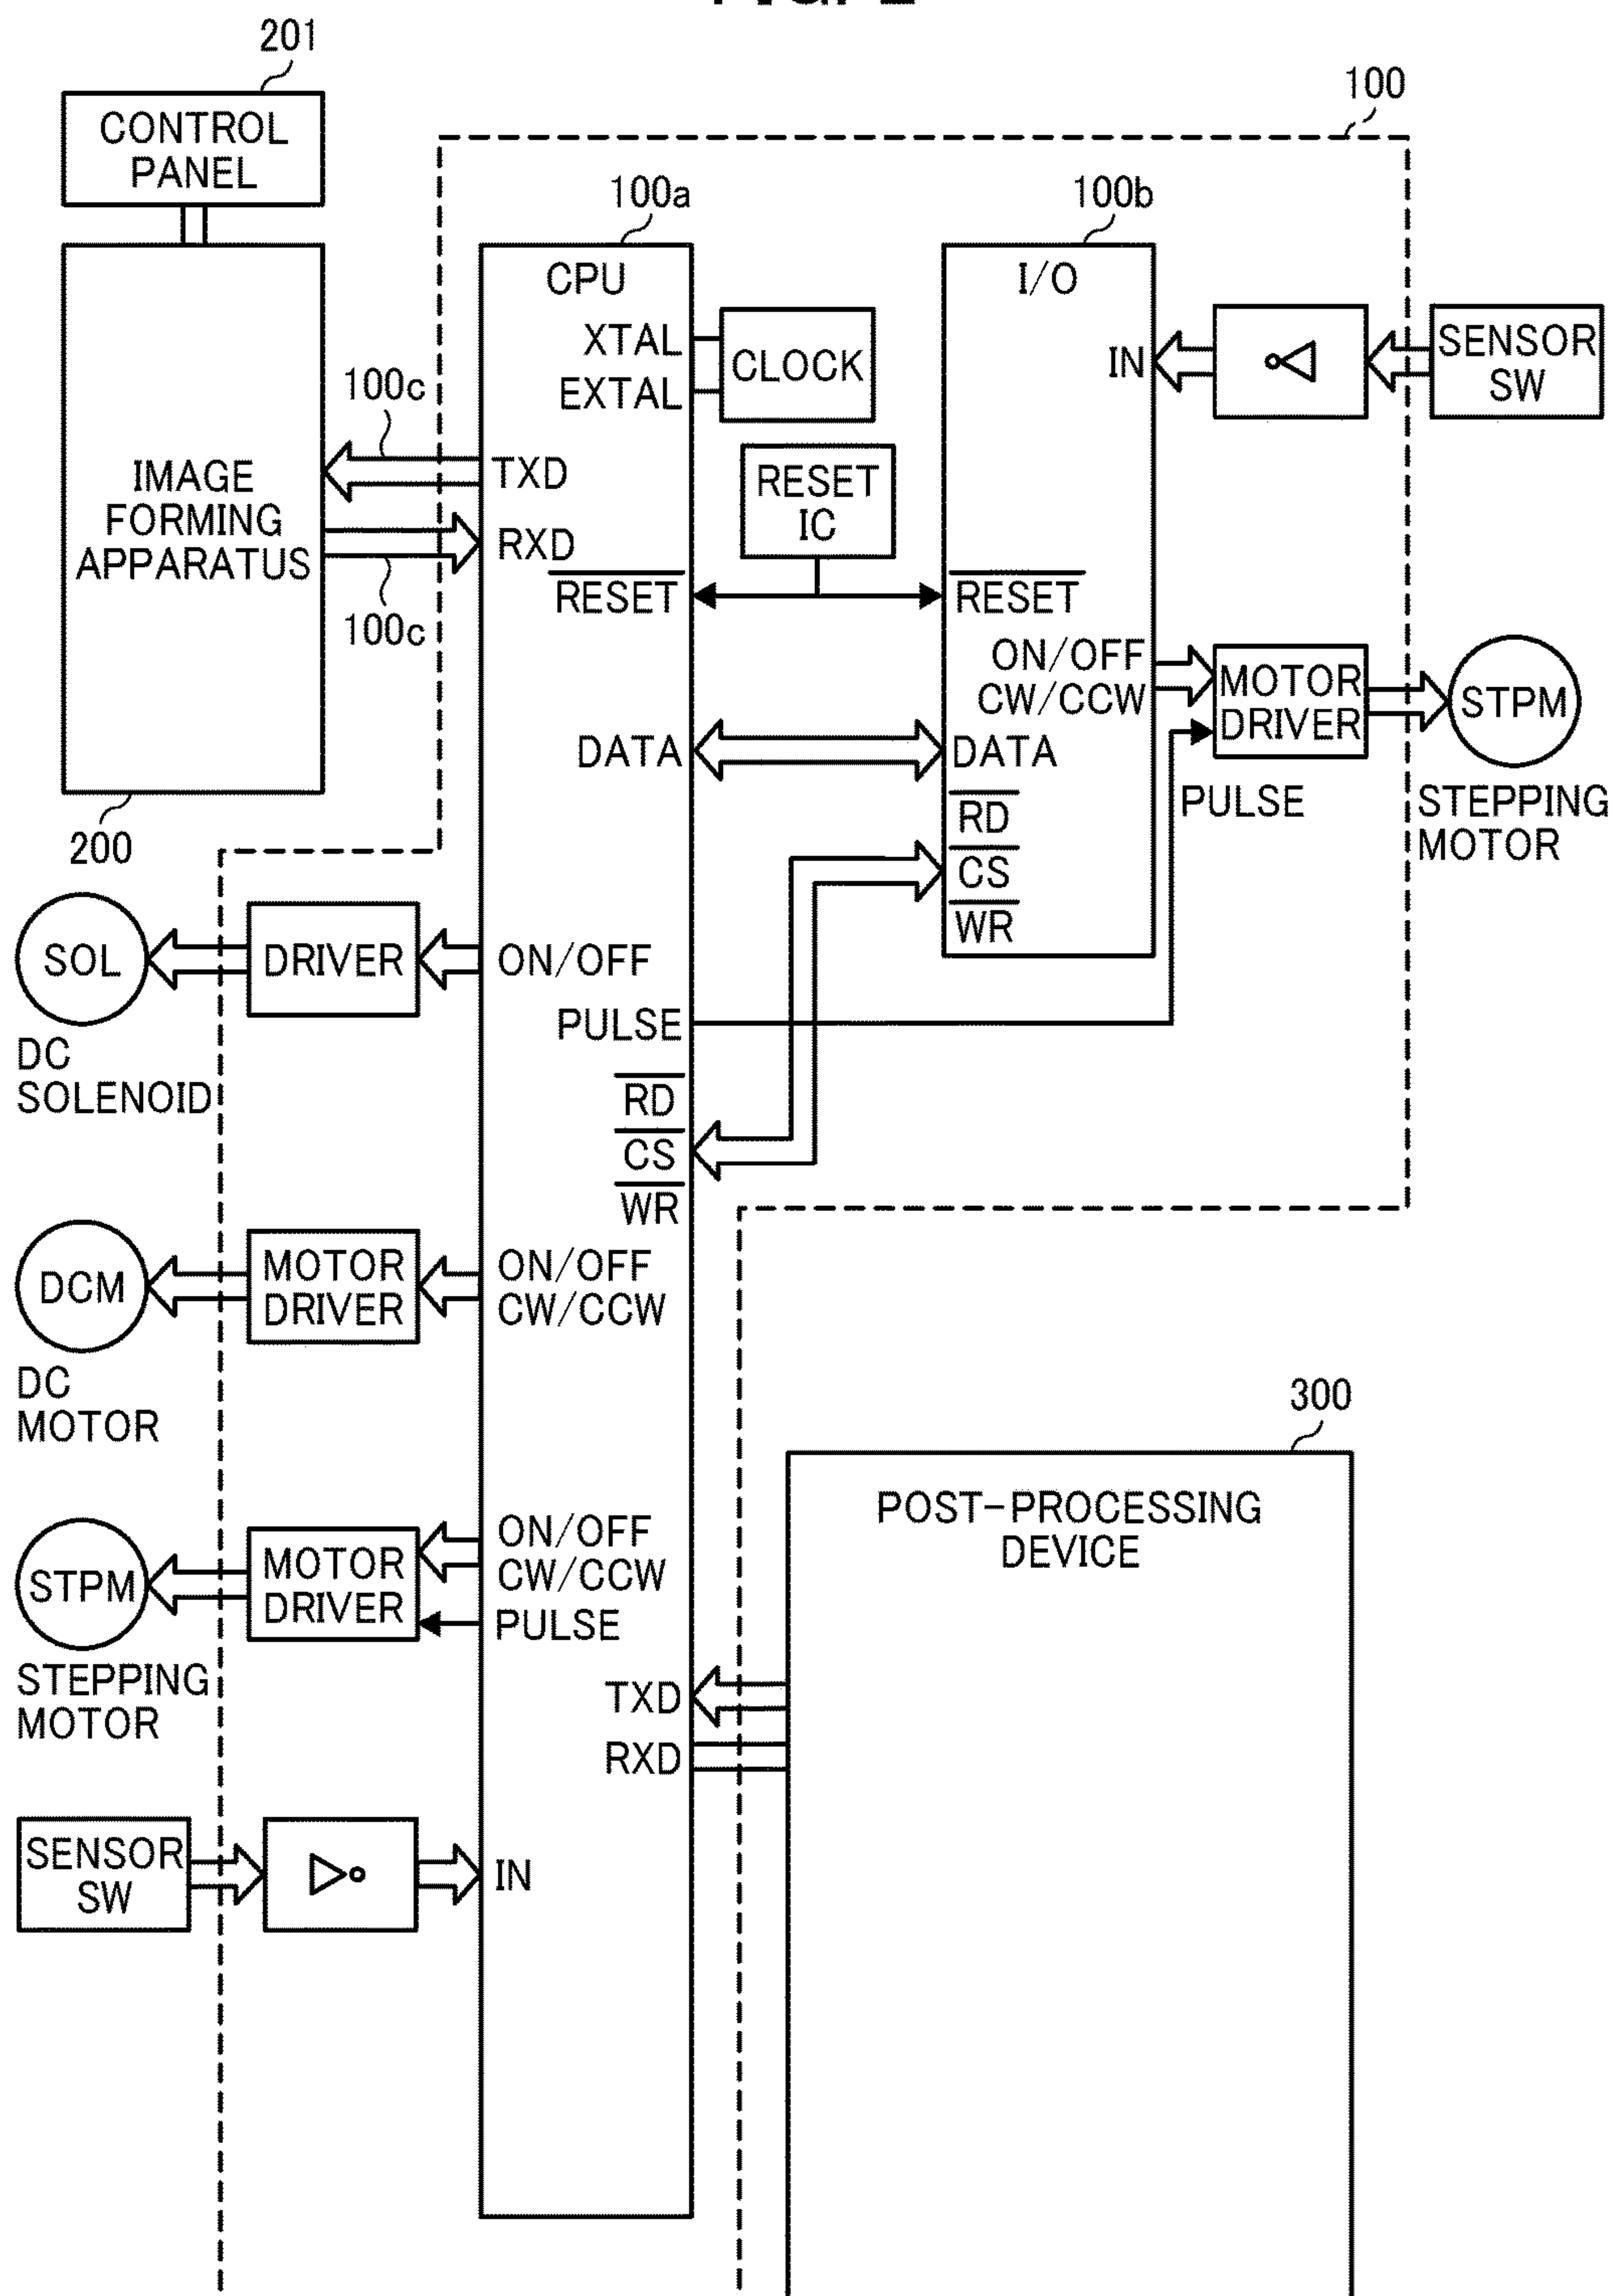 201
CONTROL
PANEL
100
100a
100b
CPU
I/O
XTAL
EXTAL
CLOCK
IN
SENSOR
SW
100c
TXD
RESET
IC
IMAGE
FORMING
APPARATUS
RXD
100c
RESET
RESET
ON/OFF
CW/CCW
MOTOR
DRIVER
STPM
DATA
DATA
PULSE
STEPPING
MOTOR
200
RD
CS
WR
SOL
DRIVER
ON/OFF
PULSE
DC
SOLENOID
RD
CS
WR
DCM
MOTOR
DRIVER
ON/OFF
CW/CCW
DC
MOTOR
300
POST-PROCESSING
DEVICE
STPM
MOTOR
DRIVER
ON/OFF
CW/CCW
PULSE
STEPPING
MOTOR
TXD
RXD
SENSOR
SW
IN